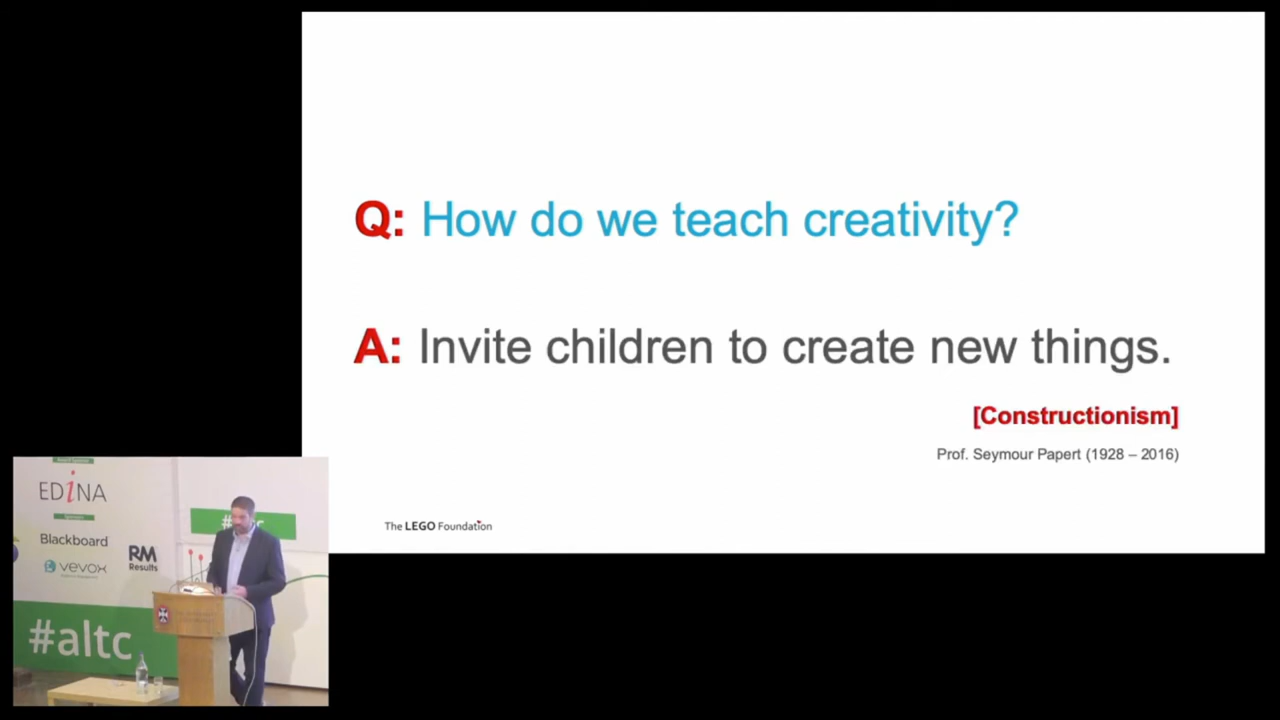 Q: How do we teach creativity?
A: Invite children to create new things.
[Constructionism]
Prof. Seymour Papert (1928 – 2016)
The LEGO Foundation
EDiNA
Blackboard
RM
Results
vevox
#altc